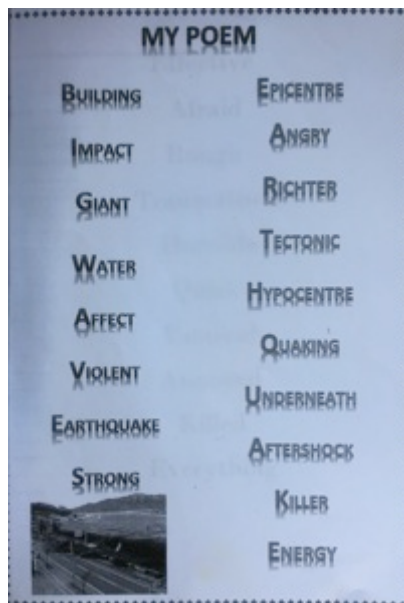 MY POEM
BUILDING
IMPACT
GIANT
WATER
AFFECT
VIOLENT
EARTHQUAKE
STRONG
EPICENTRE
ANGRY
RICHTER
TECTONIC
HYPOCENTRE
QUAKING
UNDERNEATH
AFTERSHOCK
KILLER
ENERGY